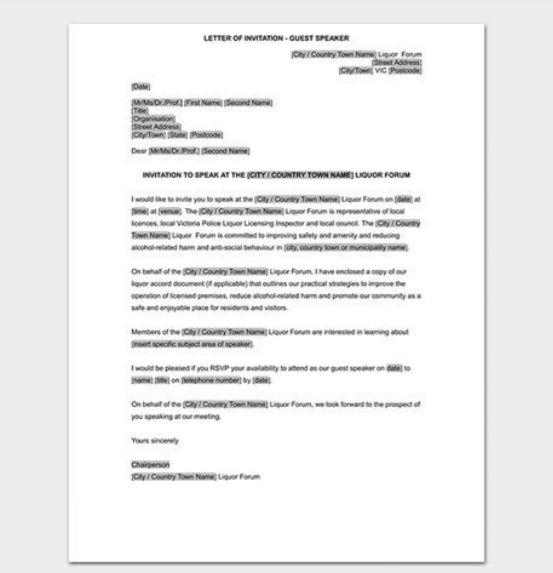 LETTER OF INVITATION - GUEST SPEAKER
[City / Country Town Name] Liquor Forum
[Street Address]
[City/Town] VIC [Postcode]
[Date]
[Mr/Ms/Dr./Prof.] [First Name] [Second Name]
[Title]
[Organisation]
[Street Address]
[City/Town] [State] [Postcode]
Dear [Mr/Ms/Dr./Prof.] [Second Name]
INVITATION TO SPEAK AT THE [CITY / COUNTRY TOWN NAME] LIQUOR FORUM
I would like to invite you to speak at the [City / Country Town Name] Liquor Forum on [date] at
[time] at [venue]. The [City / Country Town Name] Liquor Forum is representative of local
licences, local Victoria Police Liquor Licensing Inspector and local council. The [City / Country
Town Name] Liquor Forum is committed to improving safety and amenity and reducing
alcohol-related harm and anti-social behaviour in [city, country town or municipality name].
On behalf of the [City / Country Town Name] Liquor Forum, I have enclosed a copy of our
liquor accord document (if applicable) that outlines our practical strategies to improve the
operation of licensed premises, reduce alcohol-related harm and promote our community as a
safe and enjoyable place for residents and visitors.
Members of the [City / Country Town Name] Liquor Forum are interested in learning about
[insert specific subject area of speaker].
I would be pleased if you RSVP your availability to attend as our guest speaker on date] to
[name] [title] on [telephone number] by [date].
On behalf of the [City / Country Town Name] Liquor Forum, we look forward to the prospect of
you speaking at our meeting.
Yours sincerely
Chairperson
[City / Country Town Name] Liquor Forum